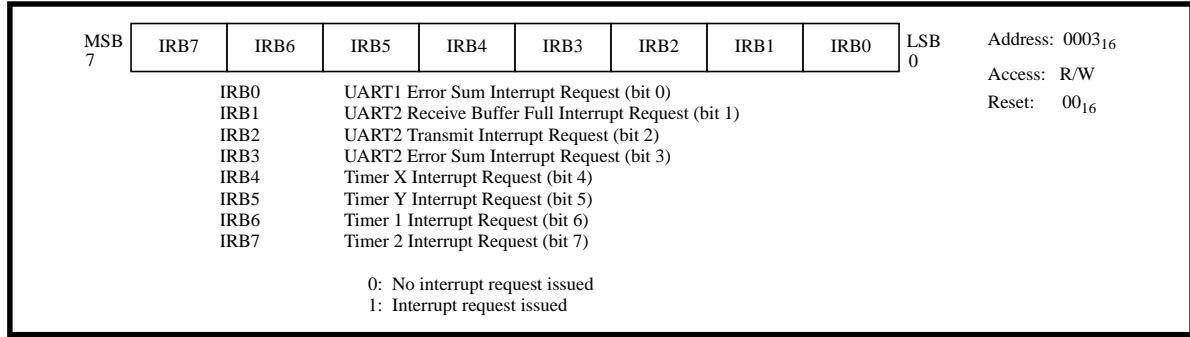 MSB IRB7 IRB6 IRB5 IRB4 IRB3 IRB2 IRB1 IRB0 LSB Address: 0003₁₆
7 0
Access: R/W
IRB0 UART1 Error Sum Interrupt Request (bit 0)
Reset: 00₁₆
IRB1 UART2 Receive Buffer Full Interrupt Request (bit 1)
IRB2 UART2 Transmit Interrupt Request (bit 2)
IRB3 UART2 Error Sum Interrupt Request (bit 3)
IRB4 Timer X Interrupt Request (bit 4)
IRB5 Timer Y Interrupt Request (bit 5)
IRB6 Timer 1 Interrupt Request (bit 6)
IRB7 Timer 2 Interrupt Request (bit 7)
0: No interrupt request issued
1: Interrupt request issued